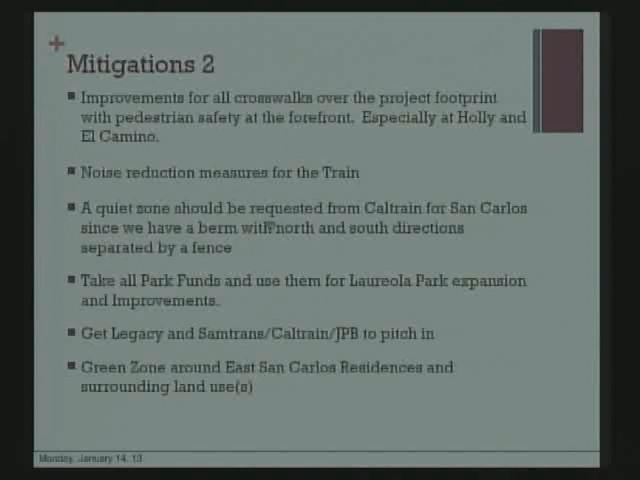 +
Mitigations 2
Improvements for all crosswalks over the project footprint
with pedestrian safety at the forefront. Especially at Holly and
El Camino.
Noise reduction measures for the Train
A quiet zone should be requested from Caltrain for San Carlos
since we have a berm with north and south directions
separated by a fence
Take all Park Funds and use them for Laureola Park expansion
and Improvements.
Get Legacy and Samtrans/Caltrain/JPB to pitch in
Green Zone around East San Carlos Residences and
surrounding land use(s)
Monday, January 14, 13